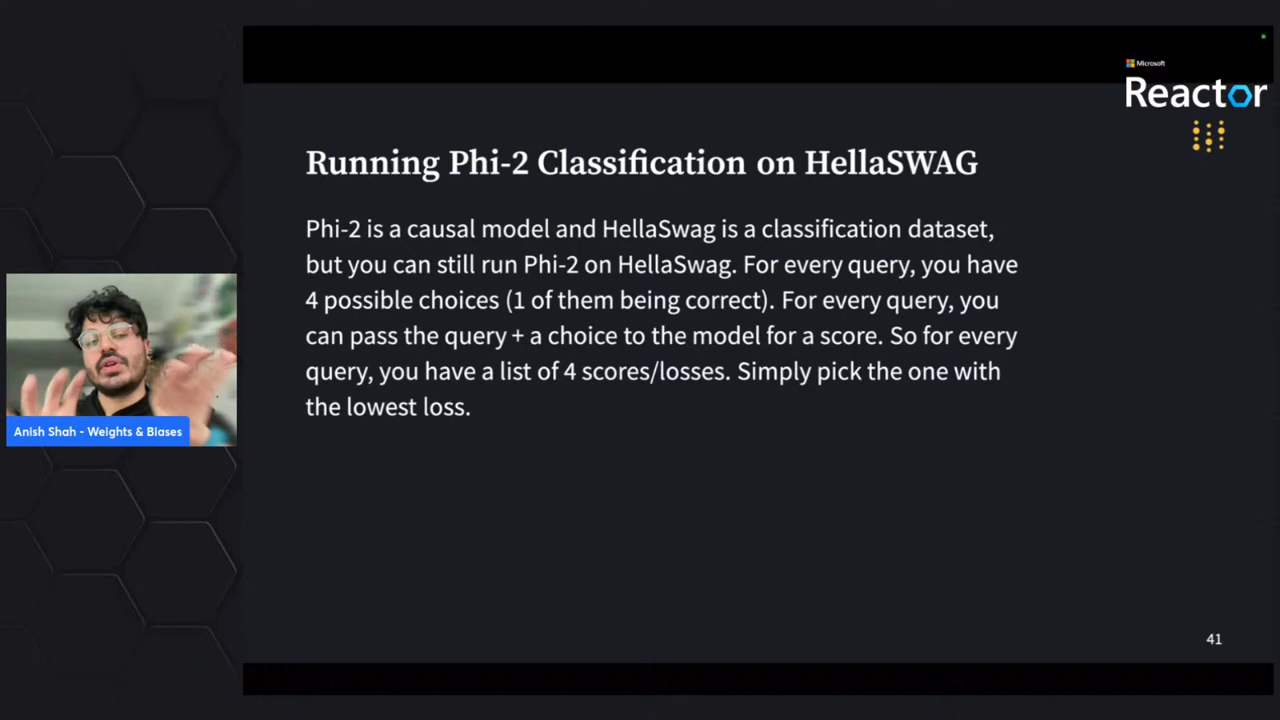 Microsoft
Reactor
Running Phi-2 Classification on HellaSWAG
Phi-2 is a causal model and HellaSwag is a classification dataset,
but you can still run Phi-2 on HellaSwag. For every query, you have
4 possible choices (1 of them being correct). For every query, you
can pass the query + a choice to the model for a score. So for every
query, you have a list of 4 scores/losses. Simply pick the one with
the lowest loss.
Anish Shah - Weights & Biases
41